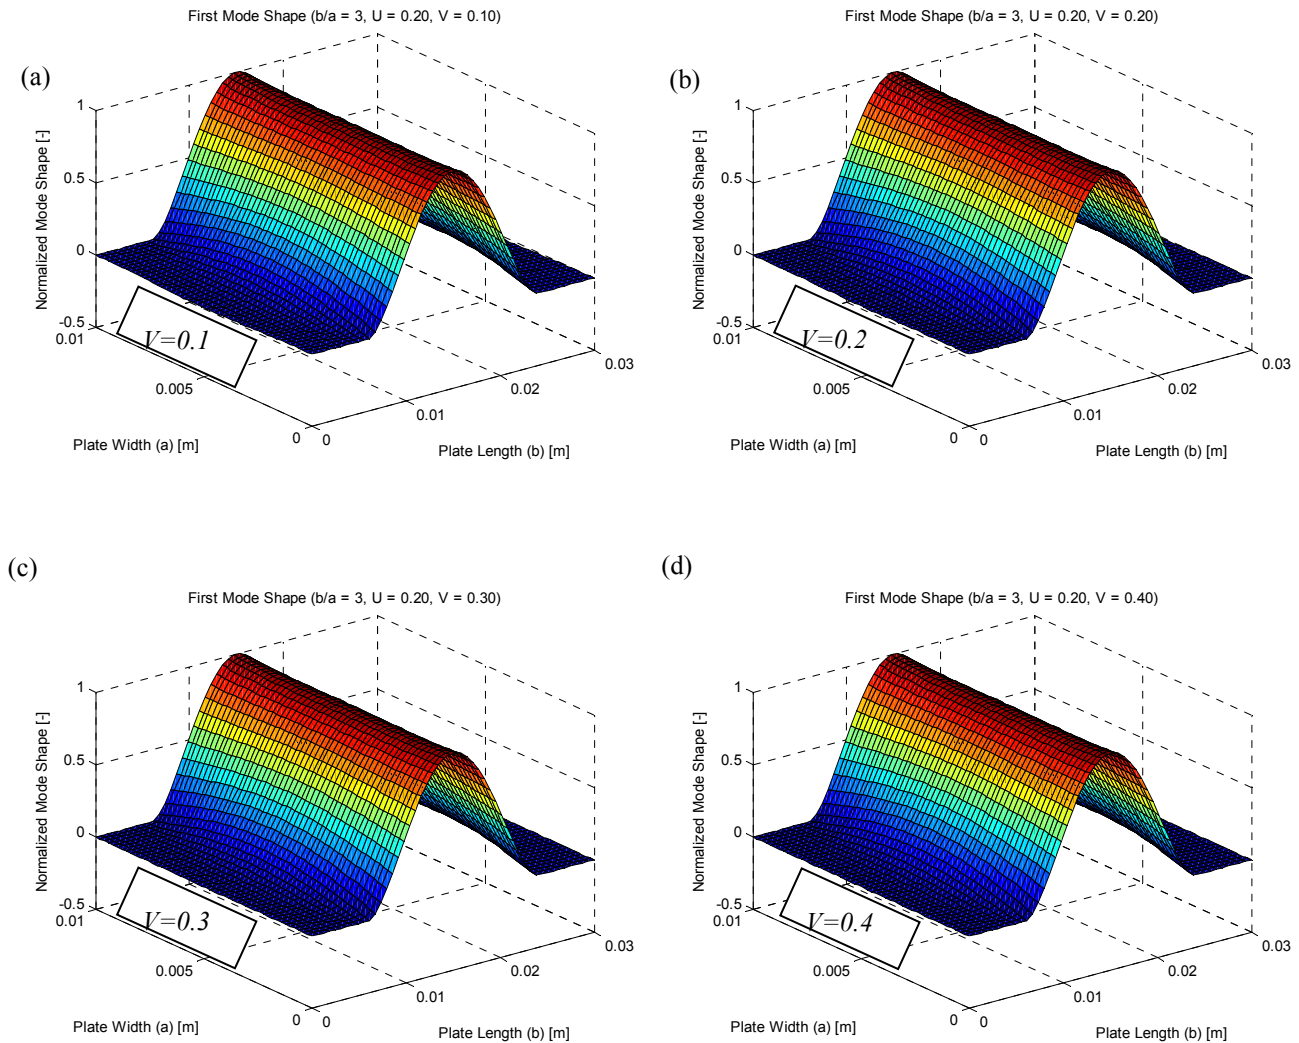 First Mode Shape (b/a = 3, U = 0.20, V = 0.10)
(a)
1
0.5
0
-0.5
Normalized Mode Shape [-]
0.01
0.005
0
Plate Width (a) [m]
0
0.01
0.02
0.03
Plate Length (b) [m]
V=0.1
First Mode Shape (b/a = 3, U = 0.20, V = 0.20)
(b)
1
0.5
0
-0.5
Normalized Mode Shape [-]
0.01
0.005
0
Plate Width (a) [m]
0
0.01
0.02
0.03
Plate Length (b) [m]
V=0.2
(c)
First Mode Shape (b/a = 3, U = 0.20, V = 0.30)
1
0.5
0
-0.5
Normalized Mode Shape [-]
0.01
0.005
0
Plate Width (a) [m]
0
0.01
0.02
0.03
Plate Length (b) [m]
V=0.3
(d)
First Mode Shape (b/a = 3, U = 0.20, V = 0.40)
1
0.5
0
-0.5
Normalized Mode Shape [-]
0.01
0.005
0
Plate Width (a) [m]
0
0.01
0.02
0.03
Plate Length (b) [m]
V=0.4